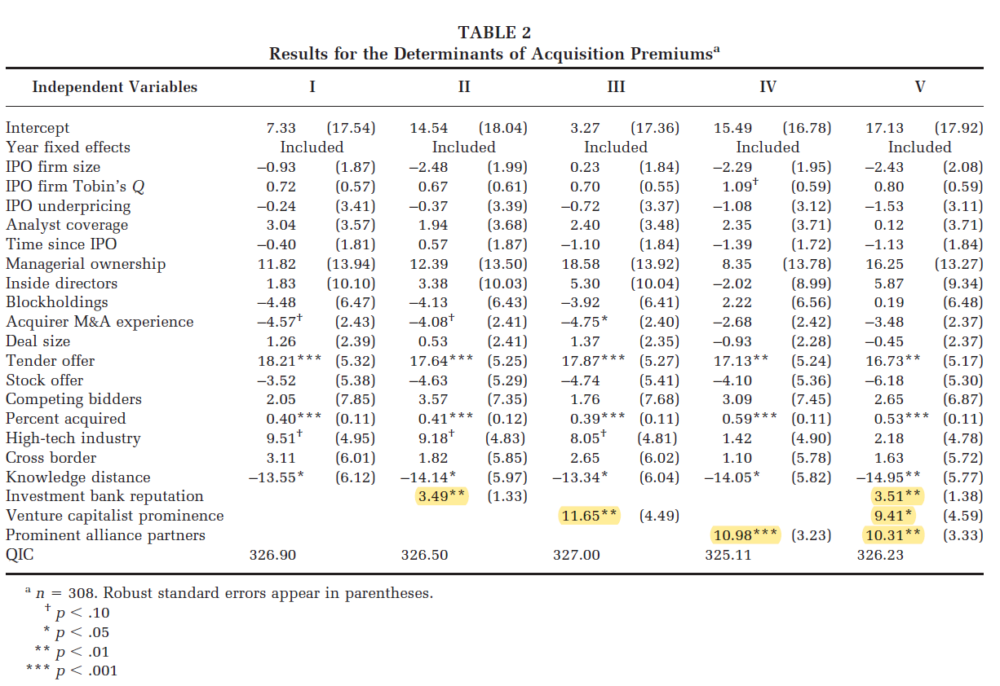 TABLE 2
Results for the Determinants of Acquisition Premiumsª
Independent Variables I II III IV V
Intercept 7.33 (17.54) 14.54 (18.04) 3.27 (17.36) 15.49 (16.78) 17.13 (17.92)
Year fixed effects Included Included Included Included Included
IPO firm size −0.93 (1.87) −2.48 (1.99) 0.23 (1.84) −2.29 (1.95) −2.43 (2.08)
IPO firm Tobin's Q 0.72 (0.57) 0.67 (0.61) 0.70 (0.55) 1.09† (0.59) 0.80 (0.59)
IPO underpricing −0.24 (3.41) −0.37 (3.39) −0.72 (3.37) −1.08 (3.12) −1.53 (3.11)
Analyst coverage 3.04 (3.57) 1.94 (3.68) 2.40 (3.48) 2.35 (3.71) 0.12 (3.71)
Time since IPO −0.40 (1.81) 0.57 (1.87) −1.10 (1.84) −1.39 (1.72) −1.13 (1.84)
Managerial ownership 11.82 (13.94) 12.39 (13.50) 18.58 (13.92) 8.35 (13.78) 16.25 (13.27)
Inside directors 1.83 (10.10) 3.38 (10.03) 5.30 (10.04) −2.02 (8.99) 5.87 (9.34)
Blockholdings −4.48 (6.47) −4.13 (6.43) −3.92 (6.41) 2.22 (6.56) 0.19 (6.48)
Acquirer M&A experience −4.57† (2.43) −4.08† (2.41) −4.75* (2.40) −2.68 (2.42) −3.48 (2.37)
Deal size 1.26 (2.39) 0.53 (2.41) 1.37 (2.35) −0.93 (2.28) −0.45 (2.37)
Tender offer 18.21*** (5.32) 17.64*** (5.25) 17.87*** (5.27) 17.13** (5.24) 16.73** (5.17)
Stock offer −3.52 (5.38) −4.63 (5.29) −4.74 (5.41) −4.10 (5.36) −6.18 (5.30)
Competing bidders 2.05 (7.85) 3.57 (7.35) 1.76 (7.68) 3.09 (7.45) 2.65 (6.87)
Percent acquired 0.40*** (0.11) 0.41*** (0.12) 0.39*** (0.11) 0.59*** (0.11) 0.53*** (0.11)
High-tech industry 9.51† (4.95) 9.18† (4.83) 8.05† (4.81) 1.42 (4.90) 2.18 (4.78)
Cross border 3.11 (6.01) 1.82 (5.85) 2.65 (6.02) 1.10 (5.78) 1.63 (5.72)
Knowledge distance −13.55* (6.12) −14.14* (5.97) −13.34* (6.04) −14.05* (5.82) −14.95** (5.77)
Investment bank reputation 3.49** (1.33) 3.51** (1.38)
Venture capitalist prominence 11.65** (4.49) 9.41* (4.59)
Prominent alliance partners 10.98*** (3.23) 10.31** (3.33)
QIC 326.90 326.50 327.00 325.11 326.23
ª n = 308. Robust standard errors appear in parentheses.
† p < .10
* p < .05
** p < .01
*** p < .001